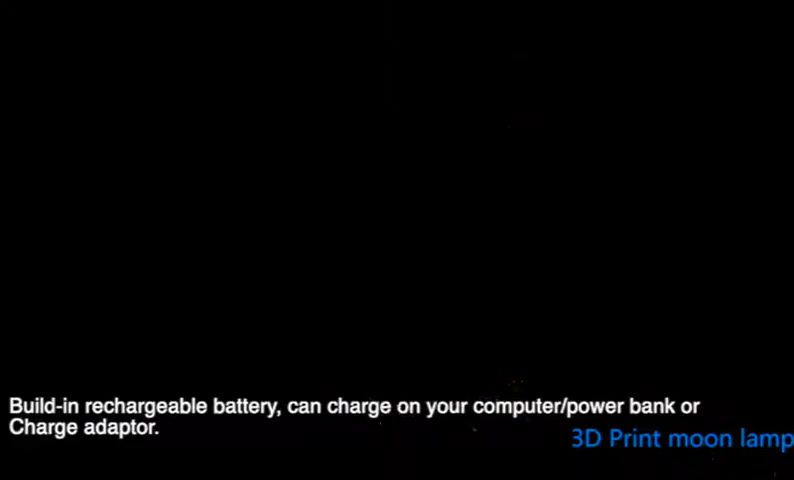 Build-in rechargeable battery, can charge on your computer/power bank or
Charge adaptor.
3D Print moon lamp